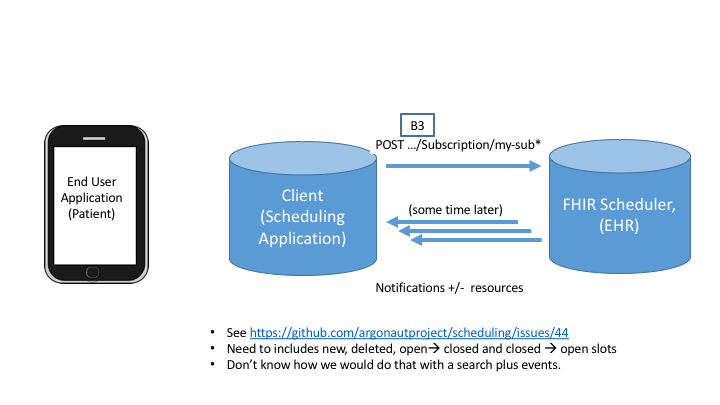 B3
POST …/Subscription/my-sub*
End User
Application
(Patient)
Client
(Scheduling
Application)
FHIR Scheduler,
(EHR)
(some time later)
Notifications +/-  resources
• See https://github.com/argonautproject/scheduling/issues/44
• Need to includes new, deleted, open→ closed and closed → open slots
• Don’t know how we would do that with a search plus events.